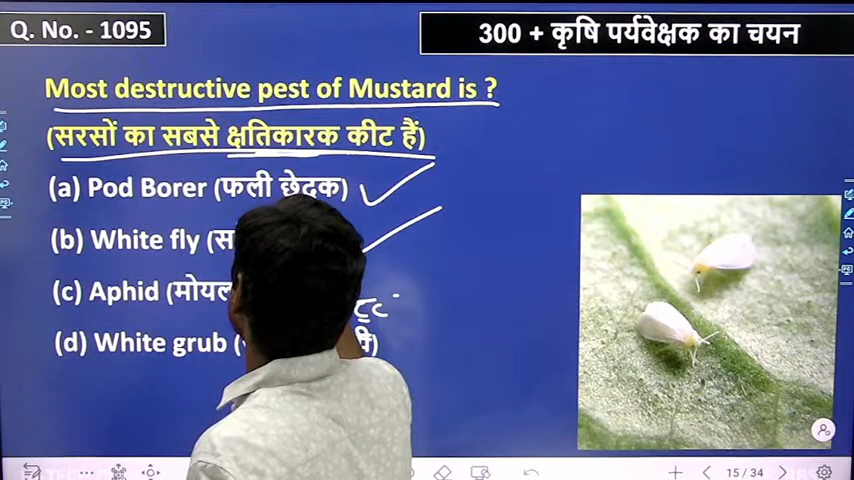 Q. No. - 1095
300 + कृषि पर्यवेक्षक का चयन
Most destructive pest of Mustard is ?
(सरसों का सबसे क्षतिकारक कीट हैं)
(a) Pod Borer (फली छेदक)
(b) White fly (
(c) Aphid (मोयल
(d) White grub (
15 / 34